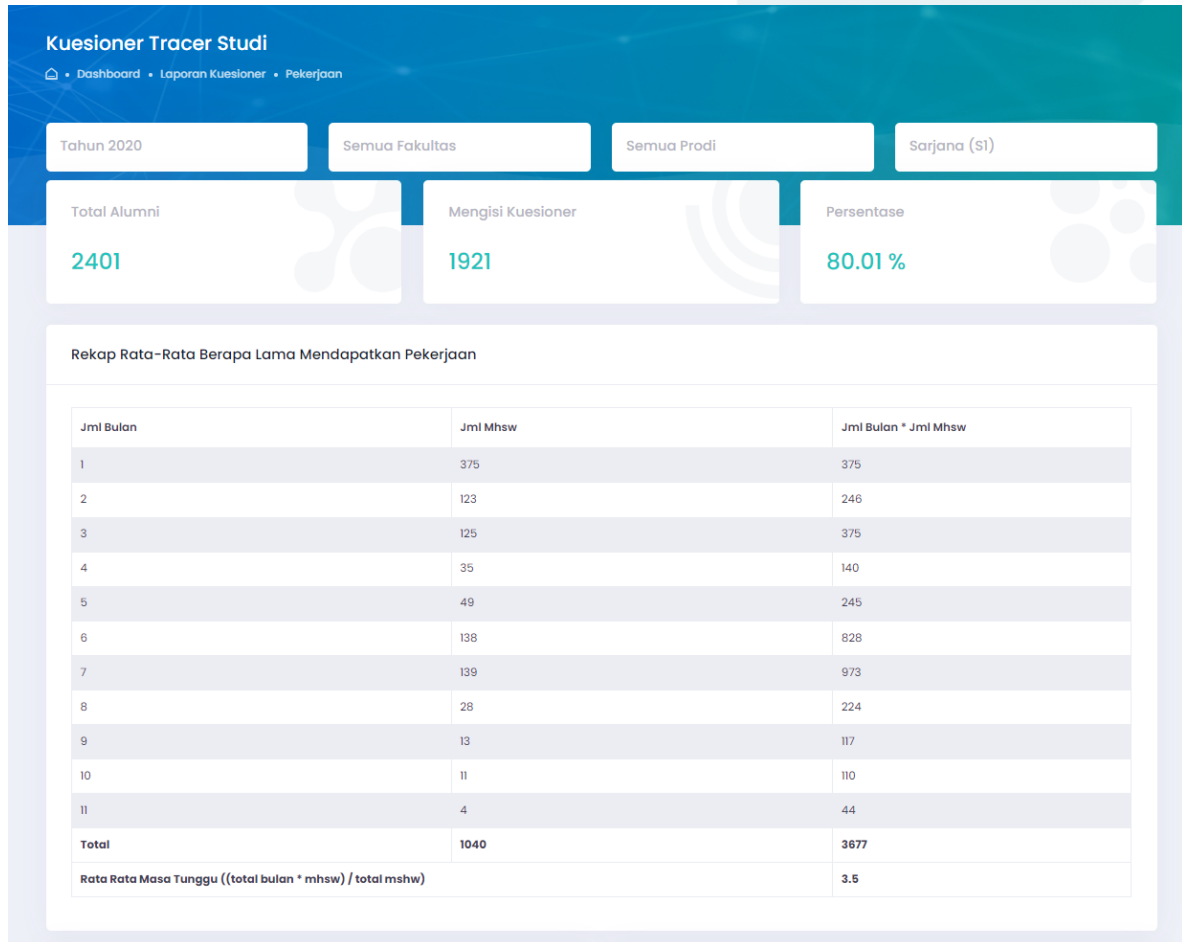 Kuesioner Tracer Studi
Dashboard • Laporan Kuesioner • Pekerjaan
Tahun 2020 Semua Fakultas Semua Prodi Sarjana (S1)
Total Alumni Mengisi Kuesioner Persentase
2401 1921 80.01 %
Rekap Rata-Rata Berapa Lama Mendapatkan Pekerjaan
Jml Bulan Jml Mhsw Jml Bulan * Jml Mhsw
1 375 375
2 123 246
3 125 375
4 35 140
5 49 245
6 138 828
7 139 973
8 28 224
9 13 117
10 11 110
11 4 44
Total 1040 3677
Rata Rata Masa Tunggu ((total bulan * mhsw) / total mshw) 3.5